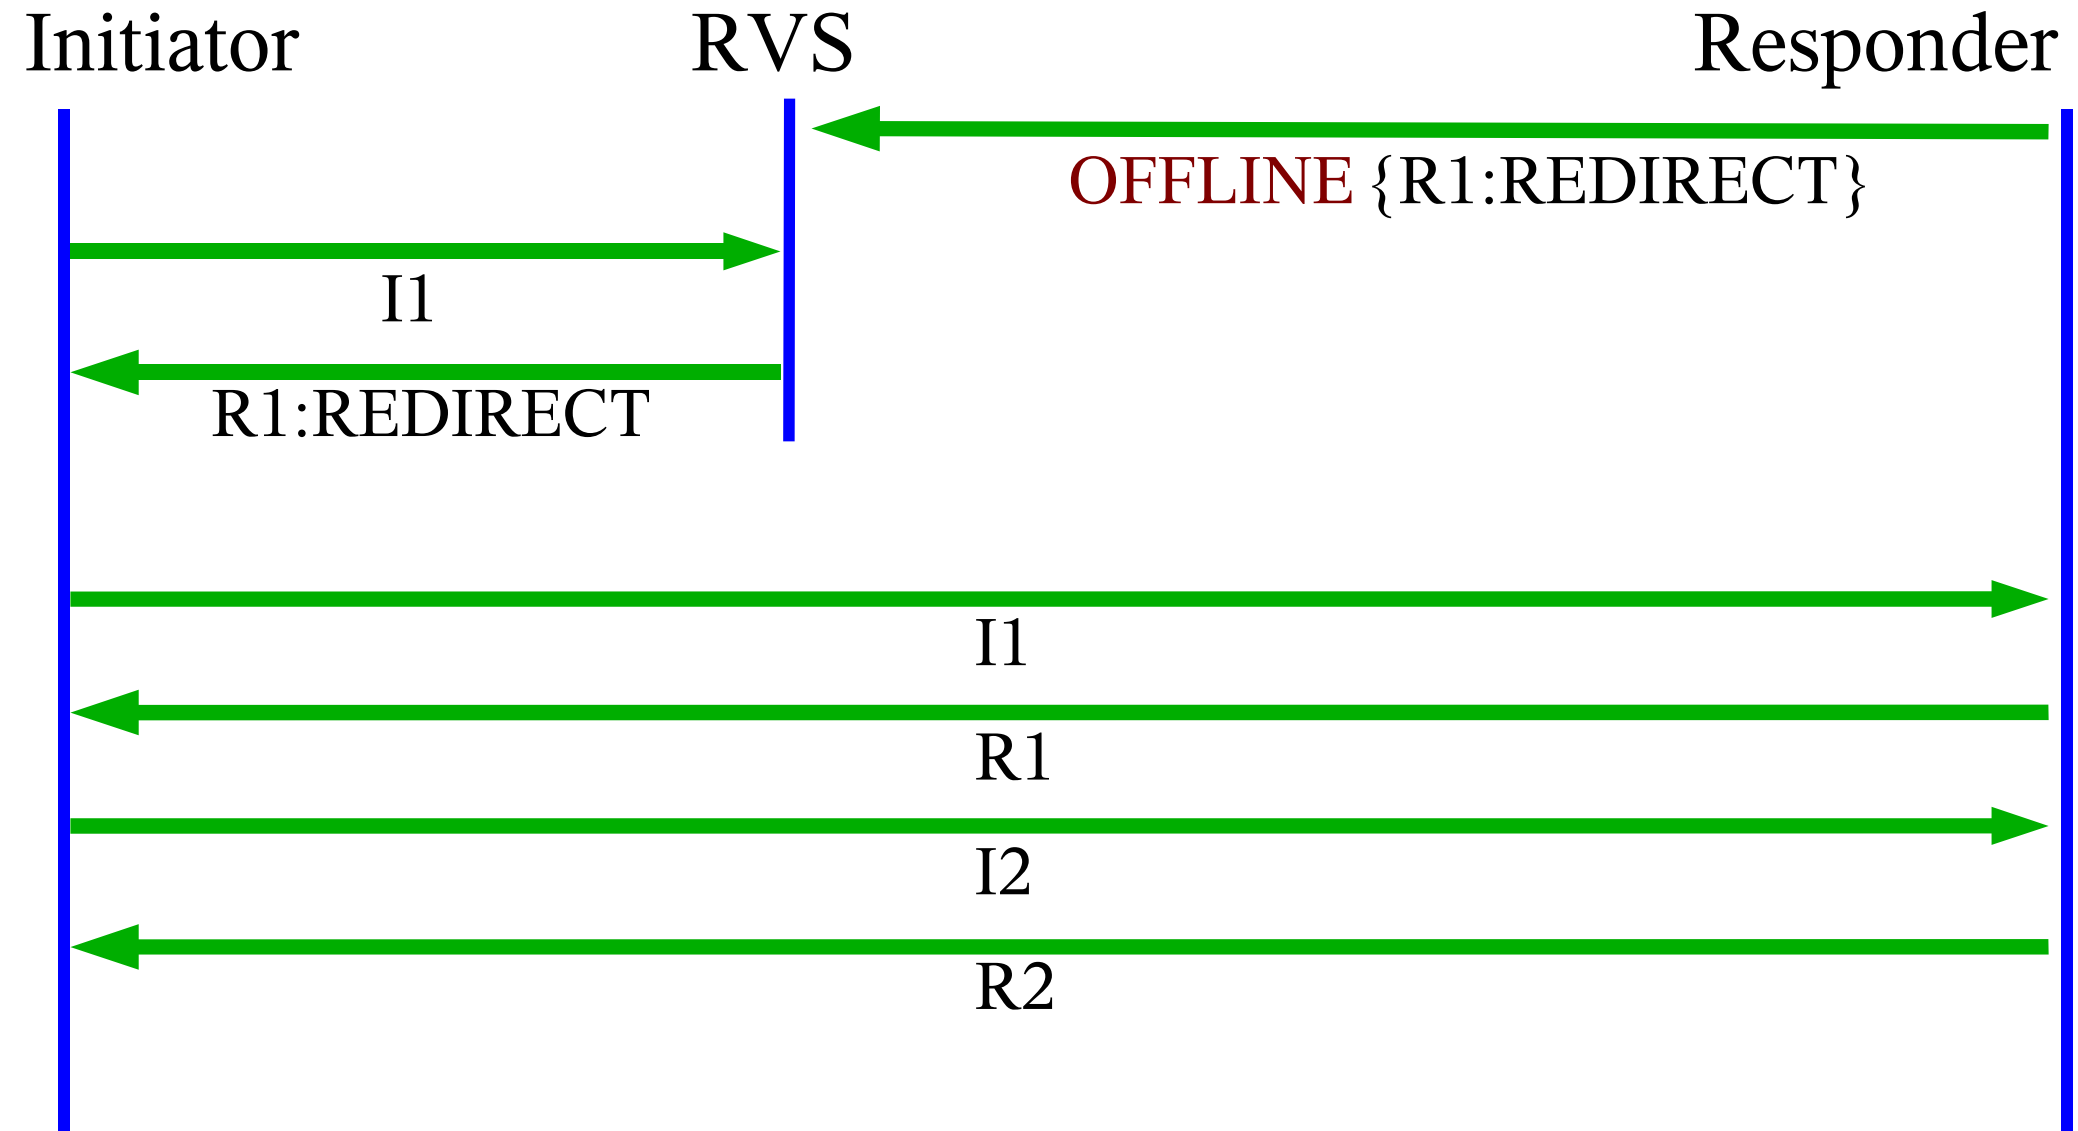 Initiator
RVS
Responder
OFFLINE {R1:REDIRECT}
I1
R1:REDIRECT
I1
R1
I2
R2